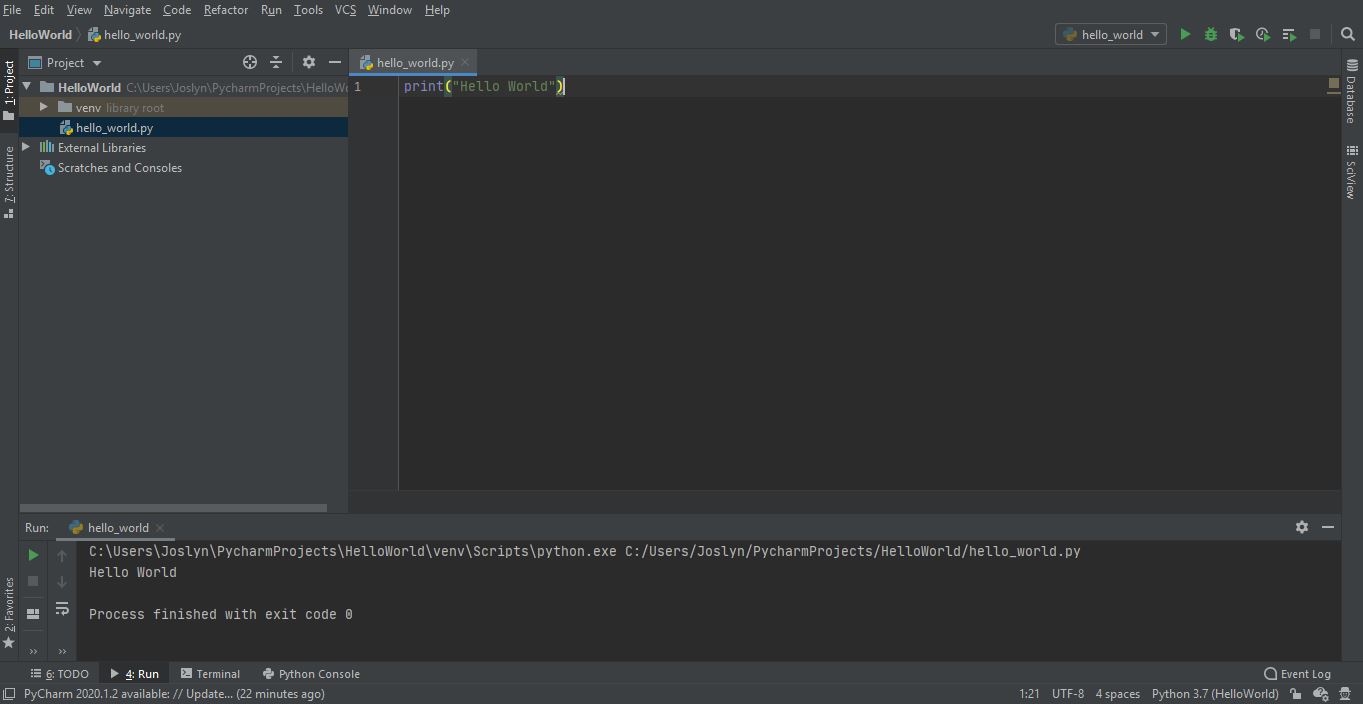 File Edit View Navigate Code Refactor Run Tools VCS Window Help
HelloWorld hello_world.py
hello_world
1: Project
Project
hello_world.py
HelloWorld C:\Users\Joslyn\PycharmProjects\HelloWo
venv library root
hello_world.py
External Libraries
Scratches and Consoles
7: Structure
1 print("Hello World")
Database
SciView
Run: hello_world
C:\Users\Joslyn\PycharmProjects\HelloWorld\venv\Scripts\python.exe C:/Users/Joslyn/PycharmProjects/HelloWorld/hello_world.py
Hello World
Process finished with exit code 0
2: Favorites
6: TODO 4: Run Terminal Python Console Event Log
PyCharm 2020.1.2 available: // Update... (22 minutes ago) 1:21 UTF-8 4 spaces Python 3.7 (HelloWorld)